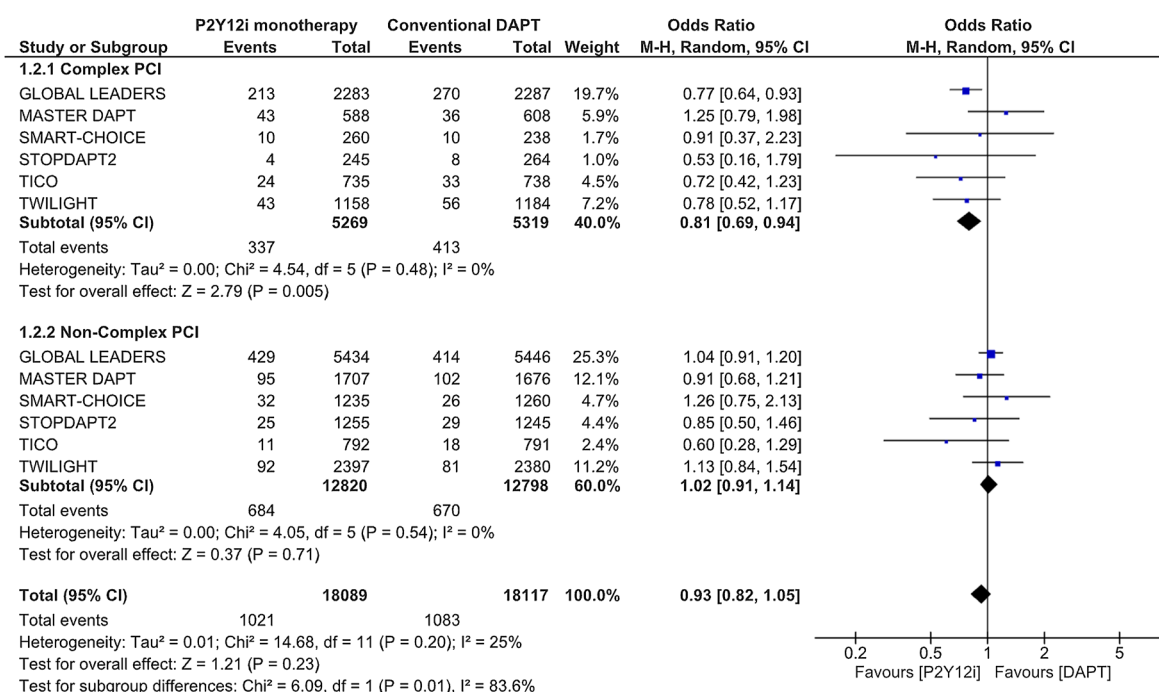 P2Y12i monotherapy Conventional DAPT Odds Ratio Odds Ratio
Study or Subgroup Events Total Events Total Weight M-H, Random, 95% CI M-H, Random, 95% CI
1.2.1 Complex PCI
GLOBAL LEADERS 213 2283 270 2287 19.7% 0.77 [0.64, 0.93]
MASTER DAPT 43 588 36 608 5.9% 1.25 [0.79, 1.98]
SMART-CHOICE 10 260 10 238 1.7% 0.91 [0.37, 2.23]
STOPDAPT2 4 245 8 264 1.0% 0.53 [0.16, 1.79]
TICO 24 735 33 738 4.5% 0.72 [0.42, 1.23]
TWILIGHT 43 1158 56 1184 7.2% 0.78 [0.52, 1.17]
Subtotal (95% CI) 5269 5319 40.0% 0.81 [0.69, 0.94]
Total events 337 413
Heterogeneity: Tau² = 0.00; Chi² = 4.54, df = 5 (P = 0.48); I² = 0%
Test for overall effect: Z = 2.79 (P = 0.005)
1.2.2 Non-Complex PCI
GLOBAL LEADERS 429 5434 414 5446 25.3% 1.04 [0.91, 1.20]
MASTER DAPT 95 1707 102 1676 12.1% 0.91 [0.68, 1.21]
SMART-CHOICE 32 1235 26 1260 4.7% 1.26 [0.75, 2.13]
STOPDAPT2 25 1255 29 1245 4.4% 0.85 [0.50, 1.46]
TICO 11 792 18 791 2.4% 0.60 [0.28, 1.29]
TWILIGHT 92 2397 81 2380 11.2% 1.13 [0.84, 1.54]
Subtotal (95% CI) 12820 12798 60.0% 1.02 [0.91, 1.14]
Total events 684 670
Heterogeneity: Tau² = 0.00; Chi² = 4.05, df = 5 (P = 0.54); I² = 0%
Test for overall effect: Z = 0.37 (P = 0.71)
Total (95% CI) 18089 18117 100.0% 0.93 [0.82, 1.05]
Total events 1021 1083
Heterogeneity: Tau² = 0.01; Chi² = 14.68, df = 11 (P = 0.20); I² = 25%
Test for overall effect: Z = 1.21 (P = 0.23)
Test for subgroup differences: Chi² = 6.09, df = 1 (P = 0.01), I² = 83.6%
0.2 0.5 1 2 5
Favours [P2Y12i] Favours [DAPT]